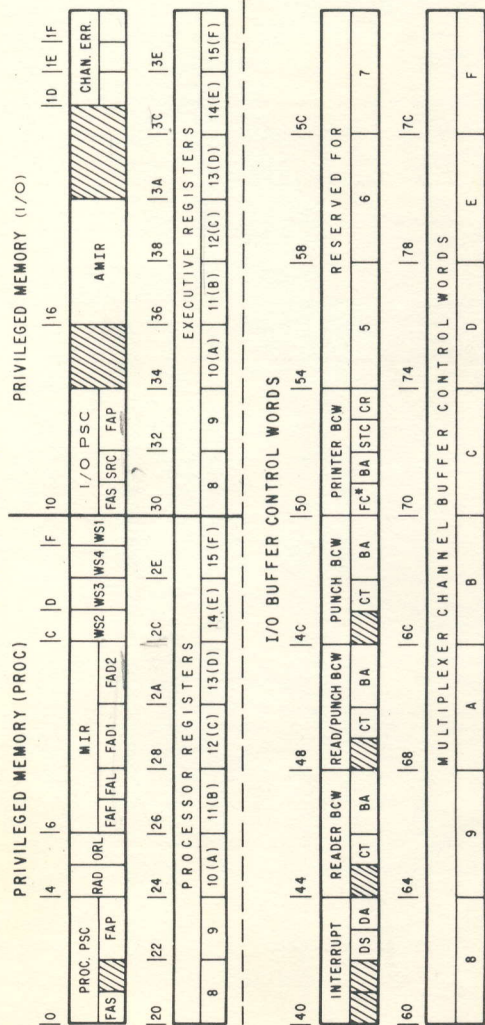 PRIVILEGED MEMORY (PROC) PRIVILEGED MEMORY (I/O)
0 4 6 C D F 10 16 1D 1E 1F
PROC. PSC RAD ORL MIR WS2 WS3 WS4 WS1 I/O PSC AMIR CHAN. ERR.
FAS FAP FAF FAL FAD1 FAD2 FAS SRC FAP
20 22 24 26 28 2A 2C 2E 30 32 34 36 38 3A 3C 3E
PROCESSOR REGISTERS EXECUTIVE REGISTERS
8 9 10(A) 11(B) 12(C) 13(D) 14(E) 15(F) 8 9 10(A) 11(B) 12(C) 13(D) 14(E) 15(F)
I/O BUFFER CONTROL WORDS
40 44 48 4C 50 54 58 5C
INTERRUPT READER BCW READ/PUNCH BCW PUNCH BCW PRINTER BCW RESERVED FOR
DS DA CT BA CT BA CT BA FC* BA STC CR 5 6 7
60 64 68 6C 70 74 78 7C
MULTIPLEXER CHANNEL BUFFER CONTROL WORDS
8 9 A B C D E F